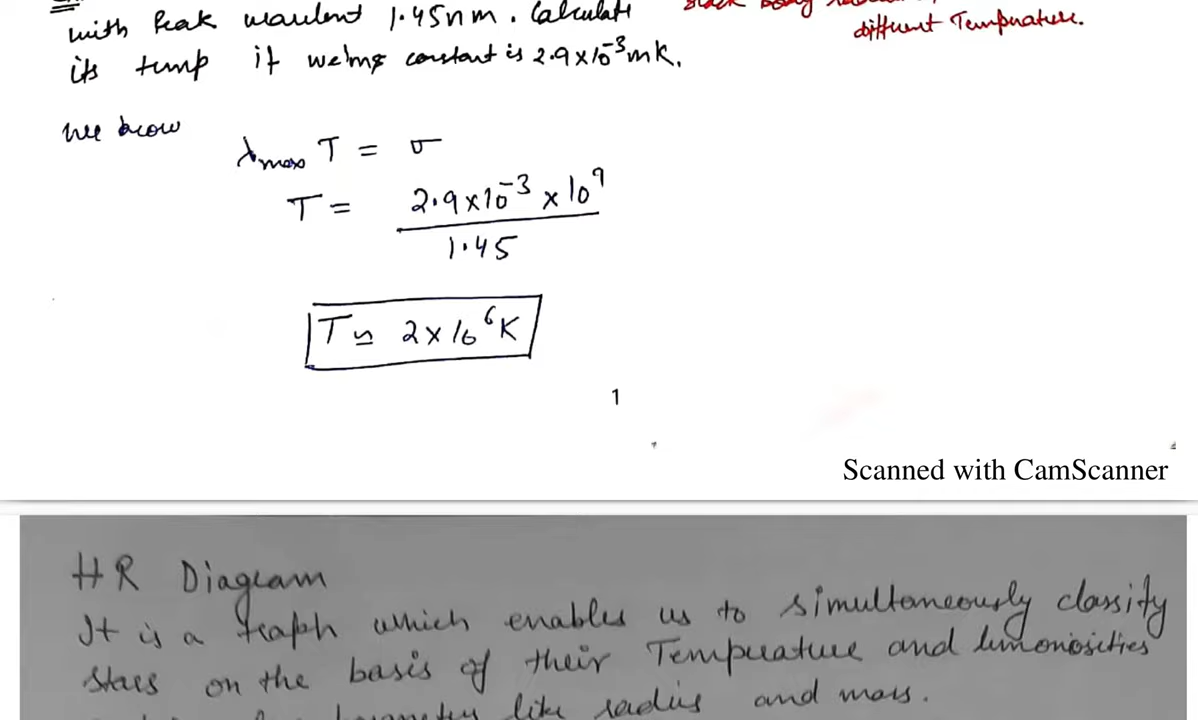 with Peak wavelent 1.45nm. Calculate
its temp if weins constant is 2.9×10⁻³mK.
different Temperature.
we know
λmax T = σ
T = 2.9×10⁻³ × 10⁹
1.45
T ≃ 2×10⁶K
1
Scanned with CamScanner
HR Diagram
It is a graph which enables us to simultaneously classify
stars on the basis of their Temperature and lumonosities
like radius and mass.